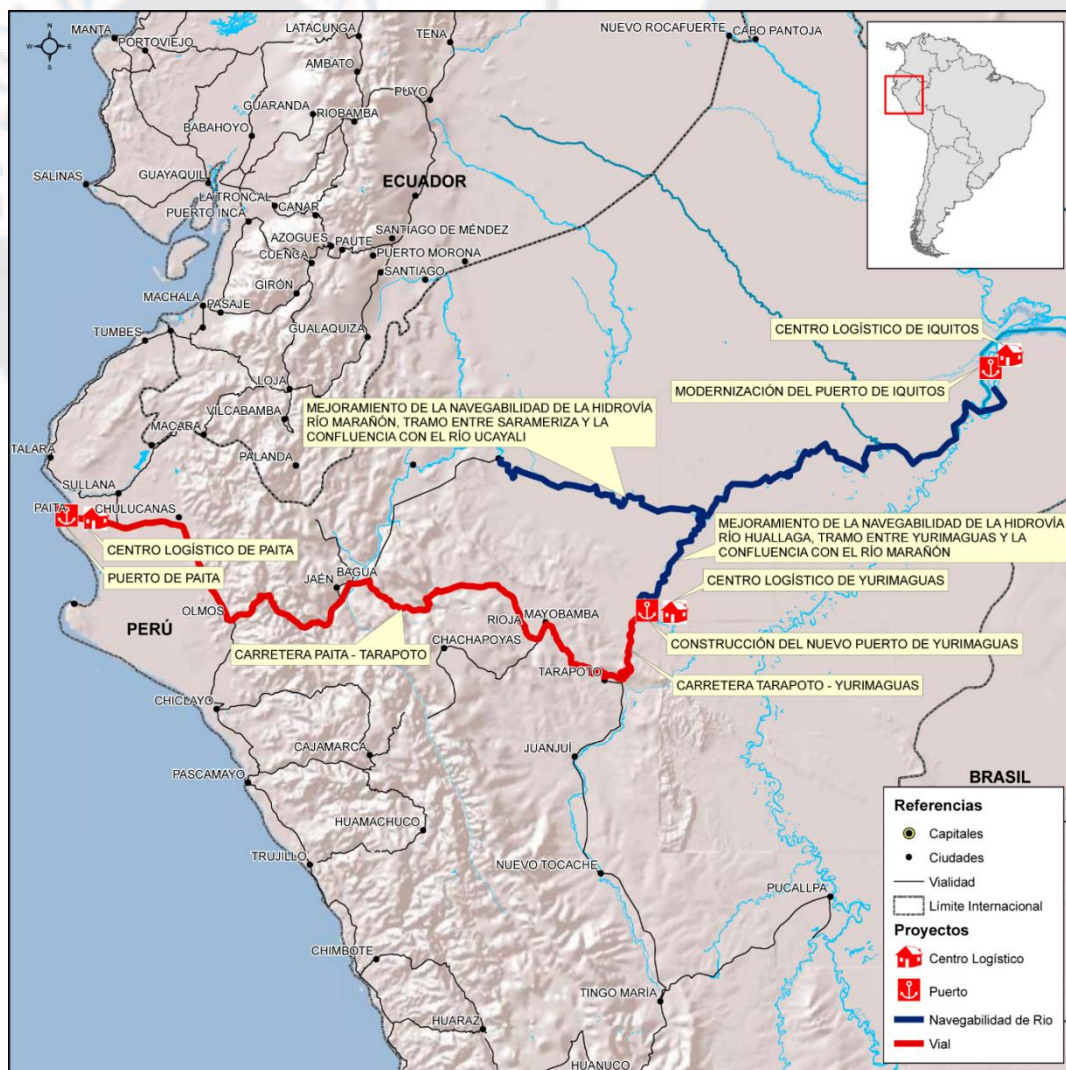 N
W
E
S
MANTA
PORTOVIEJO
LATACUNGA
TENA
NUEVO ROCAFUERTE
CABO PANTOJA
AMBATO
PUYO
GUARANDA
RIOBAMBA
BABAHOYO
SALINAS
GUAYAQUIL
ECUADOR
LA TRONCAL
CAÑAR
PUERTO INCA
SANTIAGO DE MÉNDEZ
AZOGUES
PAUTE
CUENCA
PUERTO MORONA
SANTIAGO
GIRÓN
MACHALA
PASAJE
GUALAQUIZA
TUMBES
CENTRO LOGÍSTICO DE IQUITOS
MODERNIZACIÓN DEL PUERTO DE IQUITOS
LOJA
VILCABAMBA
MEJORAMIENTO DE LA NAVEGABILIDAD DE LA HIDROVÍA
RÍO MARAÑÓN, TRAMO ENTRE SARAMERIZA Y LA
CONFLUENCIA CON EL RÍO UCAYALI
MACARA
TALARA
PALANDA
SULLANA
PAITA
CHULUCANAS
CENTRO LOGÍSTICO DE PAITA
PUERTO DE PAITA
MEJORAMIENTO DE LA NAVEGABILIDAD DE LA HIDROVÍA
RÍO HUALLAGA, TRAMO ENTRE YURIMAGUAS Y LA
CONFLUENCIA CON EL RÍO MARAÑÓN
BAGUA
JAÉN
CENTRO LOGÍSTICO DE YURIMAGUAS
OLMOS
RIOJA
MAYOBAMBA
PERÚ
CHACHAPOYAS
CONSTRUCCIÓN DEL NUEVO PUERTO DE YURIMAGUAS
CARRETERA PAITA - TARAPOTO
TARAPOTO
CARRETERA TARAPOTO - YURIMAGUAS
CHICLAYO
CAJAMARCA
JUANJUÍ
PASCAMAYO
BRASIL
HUAMACHUCO
TRUJILLO
NUEVO TOCACHE
PUCALLPA
CHIMBOTE
TINGO MARÍA
HUARAZ
HUANUCO
Referencias
Capitales
Ciudades
Vialidad
Límite Internacional
Proyectos
Centro Logístico
Puerto
Navegabilidad de Rio
Vial